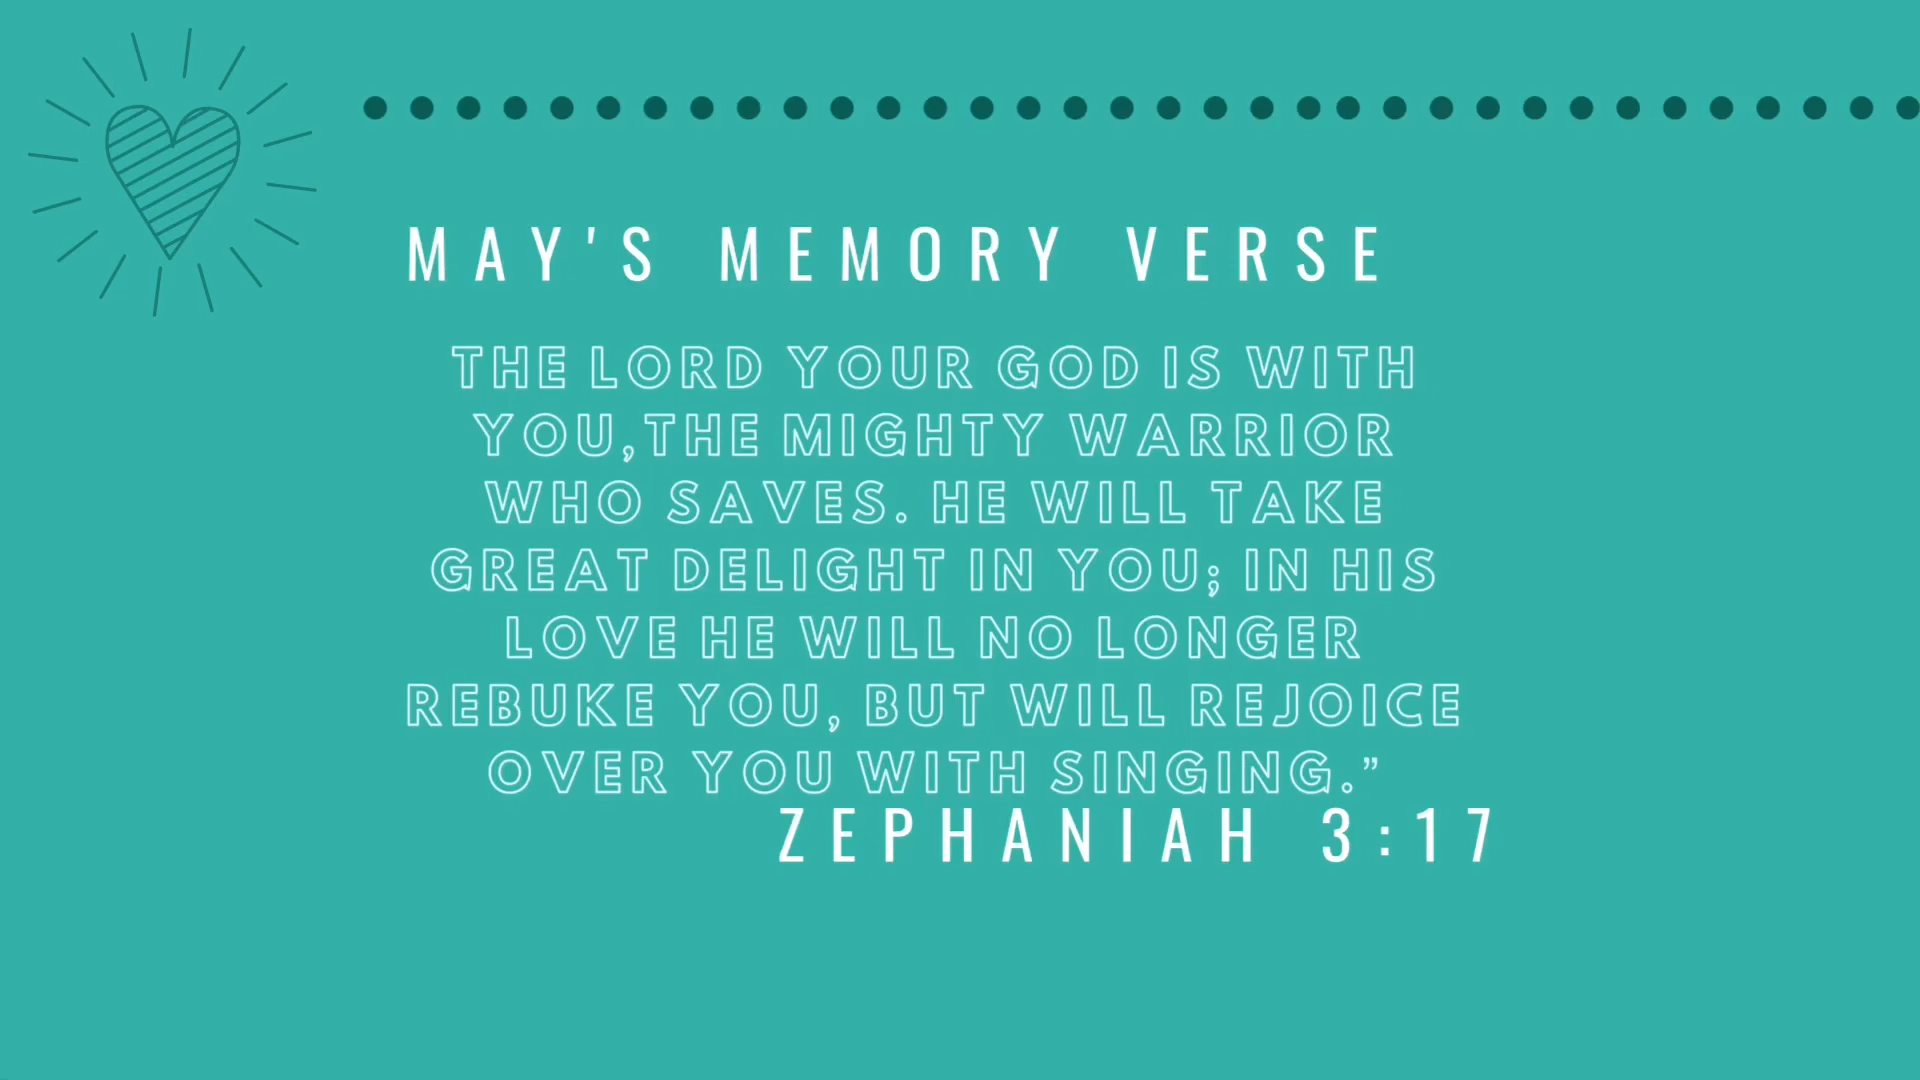 MAY'S MEMORY VERSE
THE LORD YOUR GOD IS WITH
YOU,THE MIGHTY WARRIOR
WHO SAVES. HE WILL TAKE
GREAT DELIGHT IN YOU; IN HIS
LOVE HE WILL NO LONGER
REBUKE YOU, BUT WILL REJOICE
OVER YOU WITH SINGING.”
ZEPHANIAH 3:17